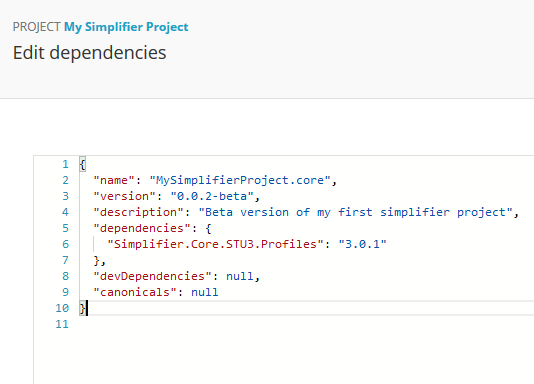 PROJECT My Simplifier Project
Edit dependencies
1 {
2 "name": "MySimplifierProject.core",
3 "version": "0.0.2-beta",
4 "description": "Beta version of my first simplifier project",
5 "dependencies": {
6 "Simplifier.Core.STU3.Profiles": "3.0.1"
7 },
8 "devDependencies": null,
9 "canonicals": null
10 }
11